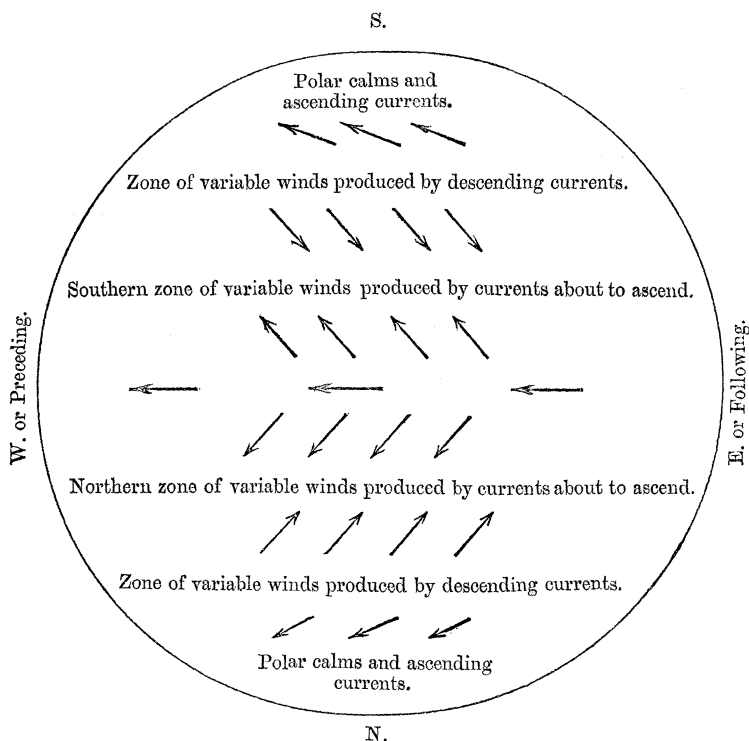 S.
Polar calms and
ascending currents.
Zone of variable winds produced by descending currents.
Southern zone of variable winds produced by currents about to ascend.
W. or Preceding.
E. or Following.
Northern zone of variable winds produced by currents about to ascend.
Zone of variable winds produced by descending currents.
Polar calms and ascending
currents.
N.